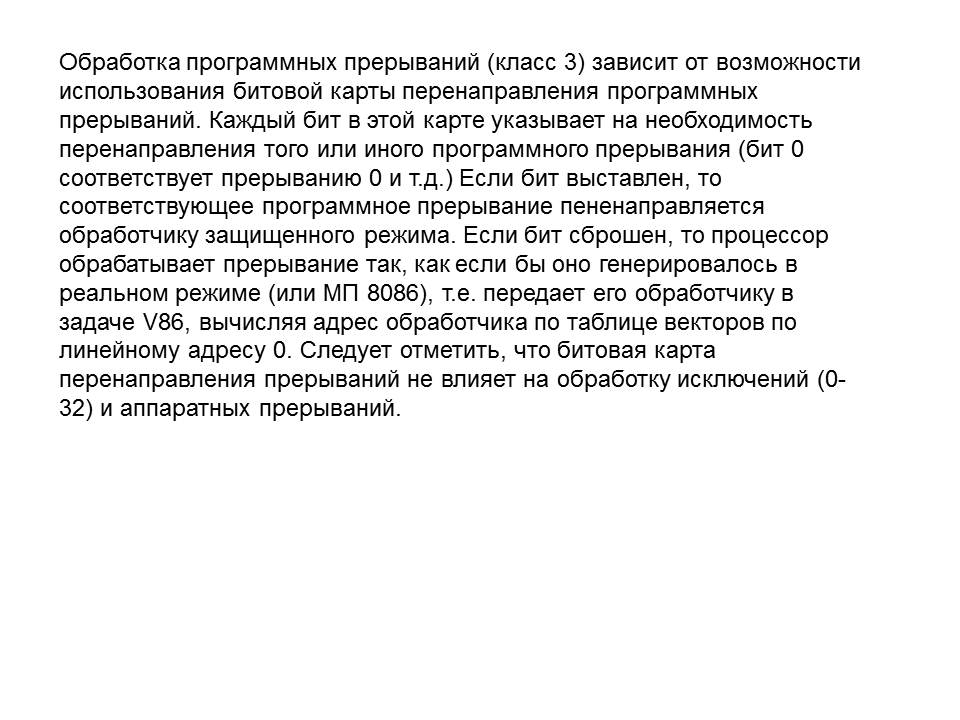 Обработка программных прерываний (класс 3) зависит от возможности
использования битовой карты перенаправления программных
прерываний. Каждый бит в этой карте указывает на необходимость
перенаправления того или иного программного прерывания (бит 0
соответствует прерыванию 0 и т.д.) Если бит выставлен, то
соответствующее программное прерывание пененаправляется
обработчику защищенного режима. Если бит сброшен, то процессор
обрабатывает прерывание так, как если бы оно генерировалось в
реальном режиме (или МП 8086), т.е. передает его обработчику в
задаче V86, вычисляя адрес обработчика по таблице векторов по
линейному адресу 0. Следует отметить, что битовая карта
перенаправления прерываний не влияет на обработку исключений (0-
32) и аппаратных прерываний.